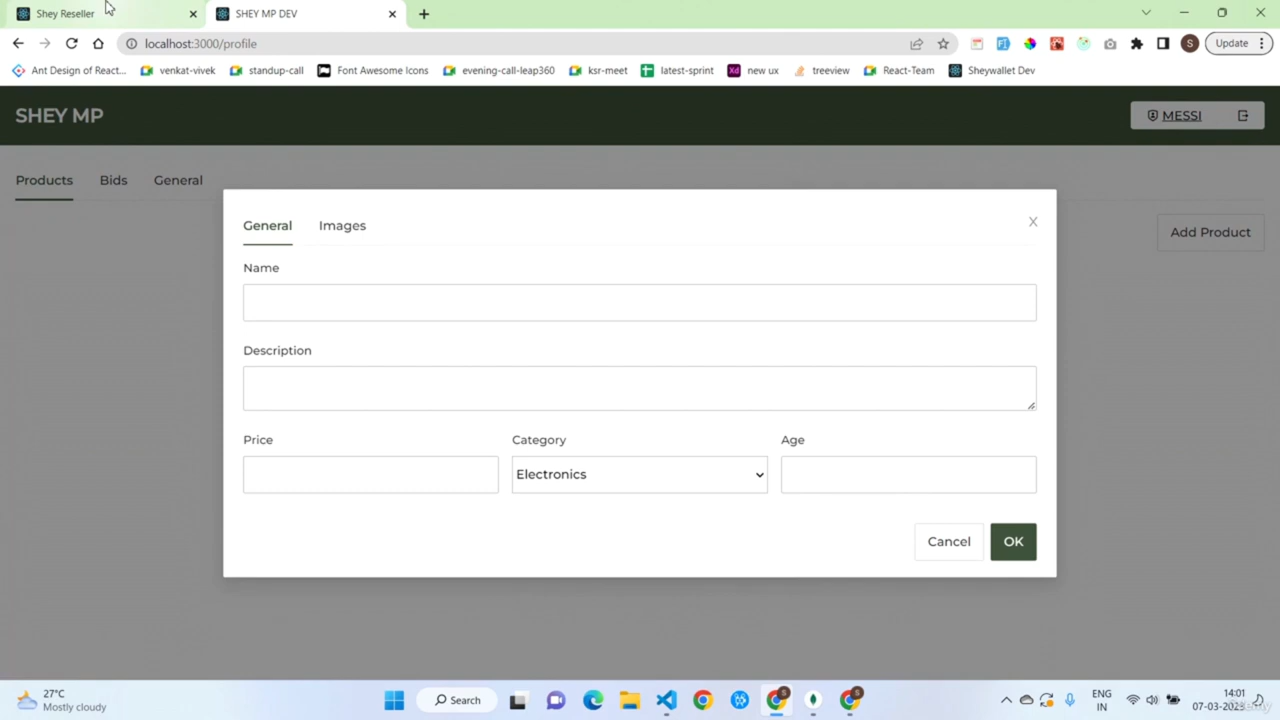 Shey Reseller
SHEY MP DEV
localhost:3000/profile
S
Update
Ant Design of React...
venkat-vivek
standup-call
Font Awesome Icons
evening-call-leap360
ksr-meet
latest-sprint
Xd new ux
treeview
React-Team
Sheywallet Dev
SHEY MP
MESSI
Products
Bids
General
Add Product
General
Images
X
Name
Description
Price
Category
Age
Electronics
Cancel
OK
27°C
Mostly cloudy
Search
ENG
IN
14:01
07-03-2023